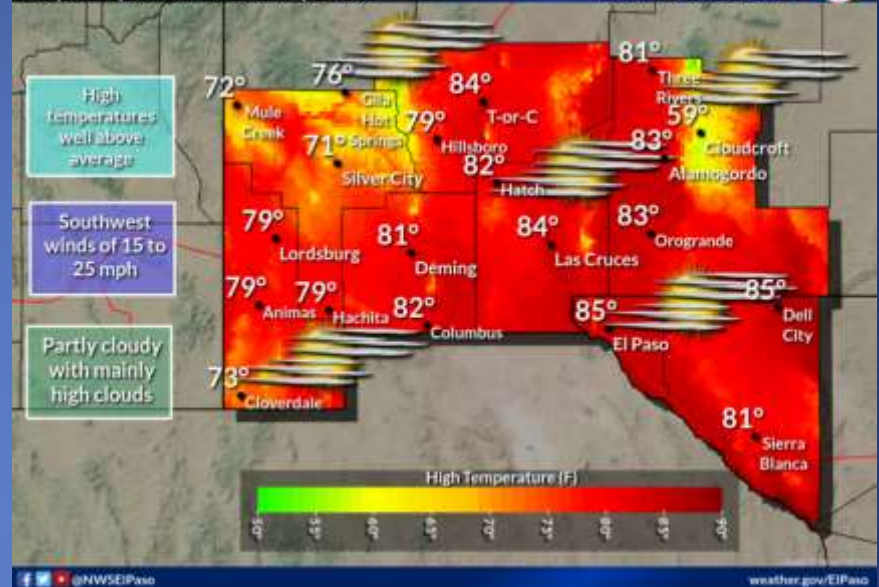 High
temperatures
well above
average
Southwest
winds of 15 to
25 mph
Partly cloudy
with mainly
high clouds
72°
Mule
Creek
76°
Gila
Hot
Springs
71°
Silver City
79°
Hillsboro
84°
T-or-C
82°
Hatch
81°
Three
Rivers
59°
Cloudcroft
83°
Alamogordo
79°
Lordsburg
81°
Deming
84°
Las Cruces
83°
Orogrande
79°
Animas
79°
Hachita
82°
Columbus
85°
El Paso
85°
Dell
City
73°
Cloverdale
81°
Sierra
Blanca
High Temperature (F)
50°
55°
60°
65°
70°
75°
80°
85°
90°
@NWSElPaso
weather.gov/ElPaso